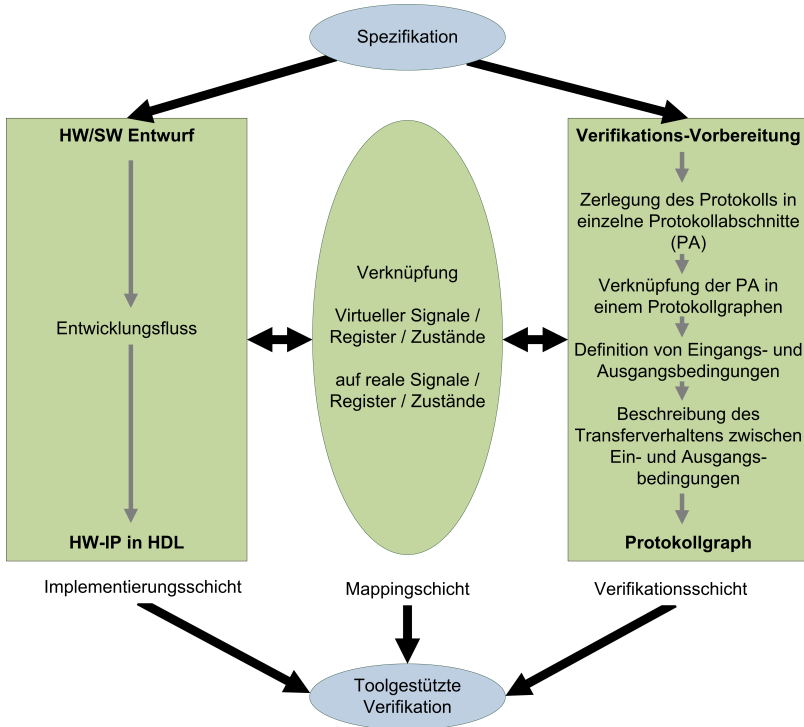 Spezifikation
HW/SW Entwurf
Entwicklungsfluss
HW-IP in HDL
Implementierungsschicht
Verknüpfung
Virtueller Signale /
Register / Zustände
auf reale Signale /
Register / Zustände
Mappingschicht
Verifikations-Vorbereitung
Zerlegung des Protokolls in
einzelne Protokollabschnitte
(PA)
Verknüpfung der PA in
einem Protokollgraphen
Definition von Eingangs- und
Ausgangsbedingungen
Beschreibung des
Transferverhaltens zwischen
Ein- und Ausgangs-
bedingungen
Protokollgraph
Verifikationsschicht
Toolgestützte
Verifikation